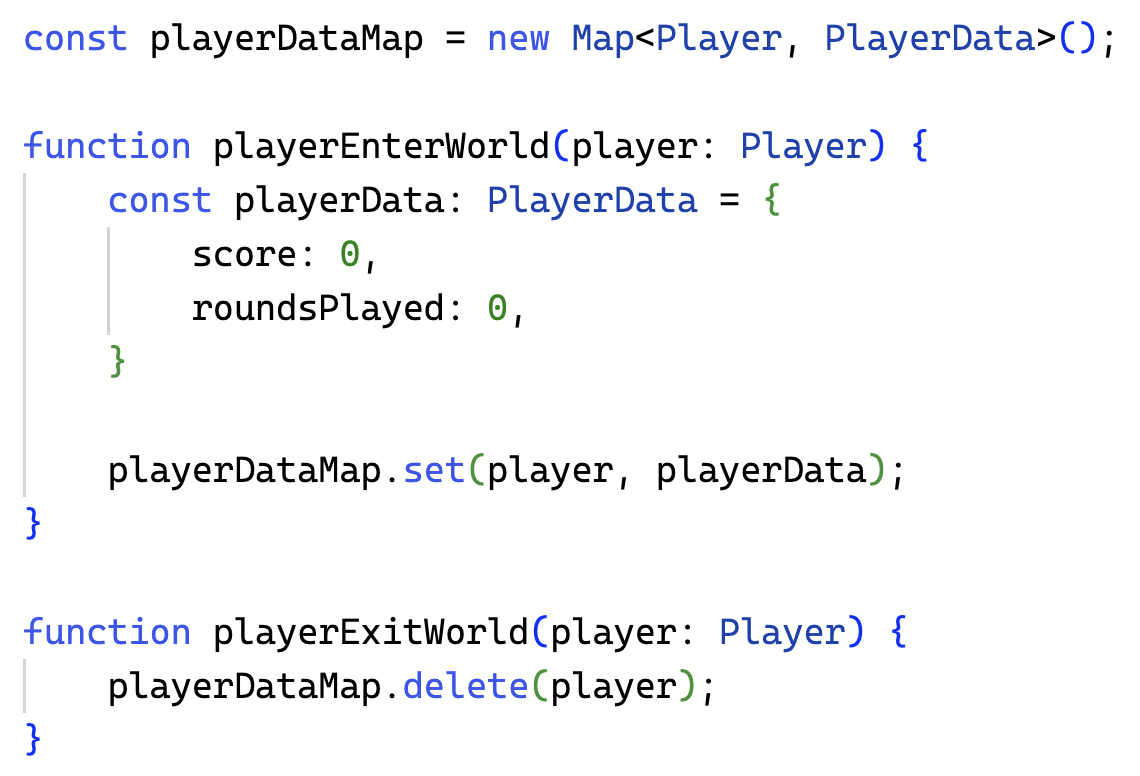 const playerDataMap = new Map<Player, PlayerData>();
function playerEnterWorld(player: Player) {
    const playerData: PlayerData = {
        score: 0,
        roundsPlayed: 0,
    }
    playerDataMap.set(player, playerData);
}
function playerExitWorld(player: Player) {
    playerDataMap.delete(player);
}